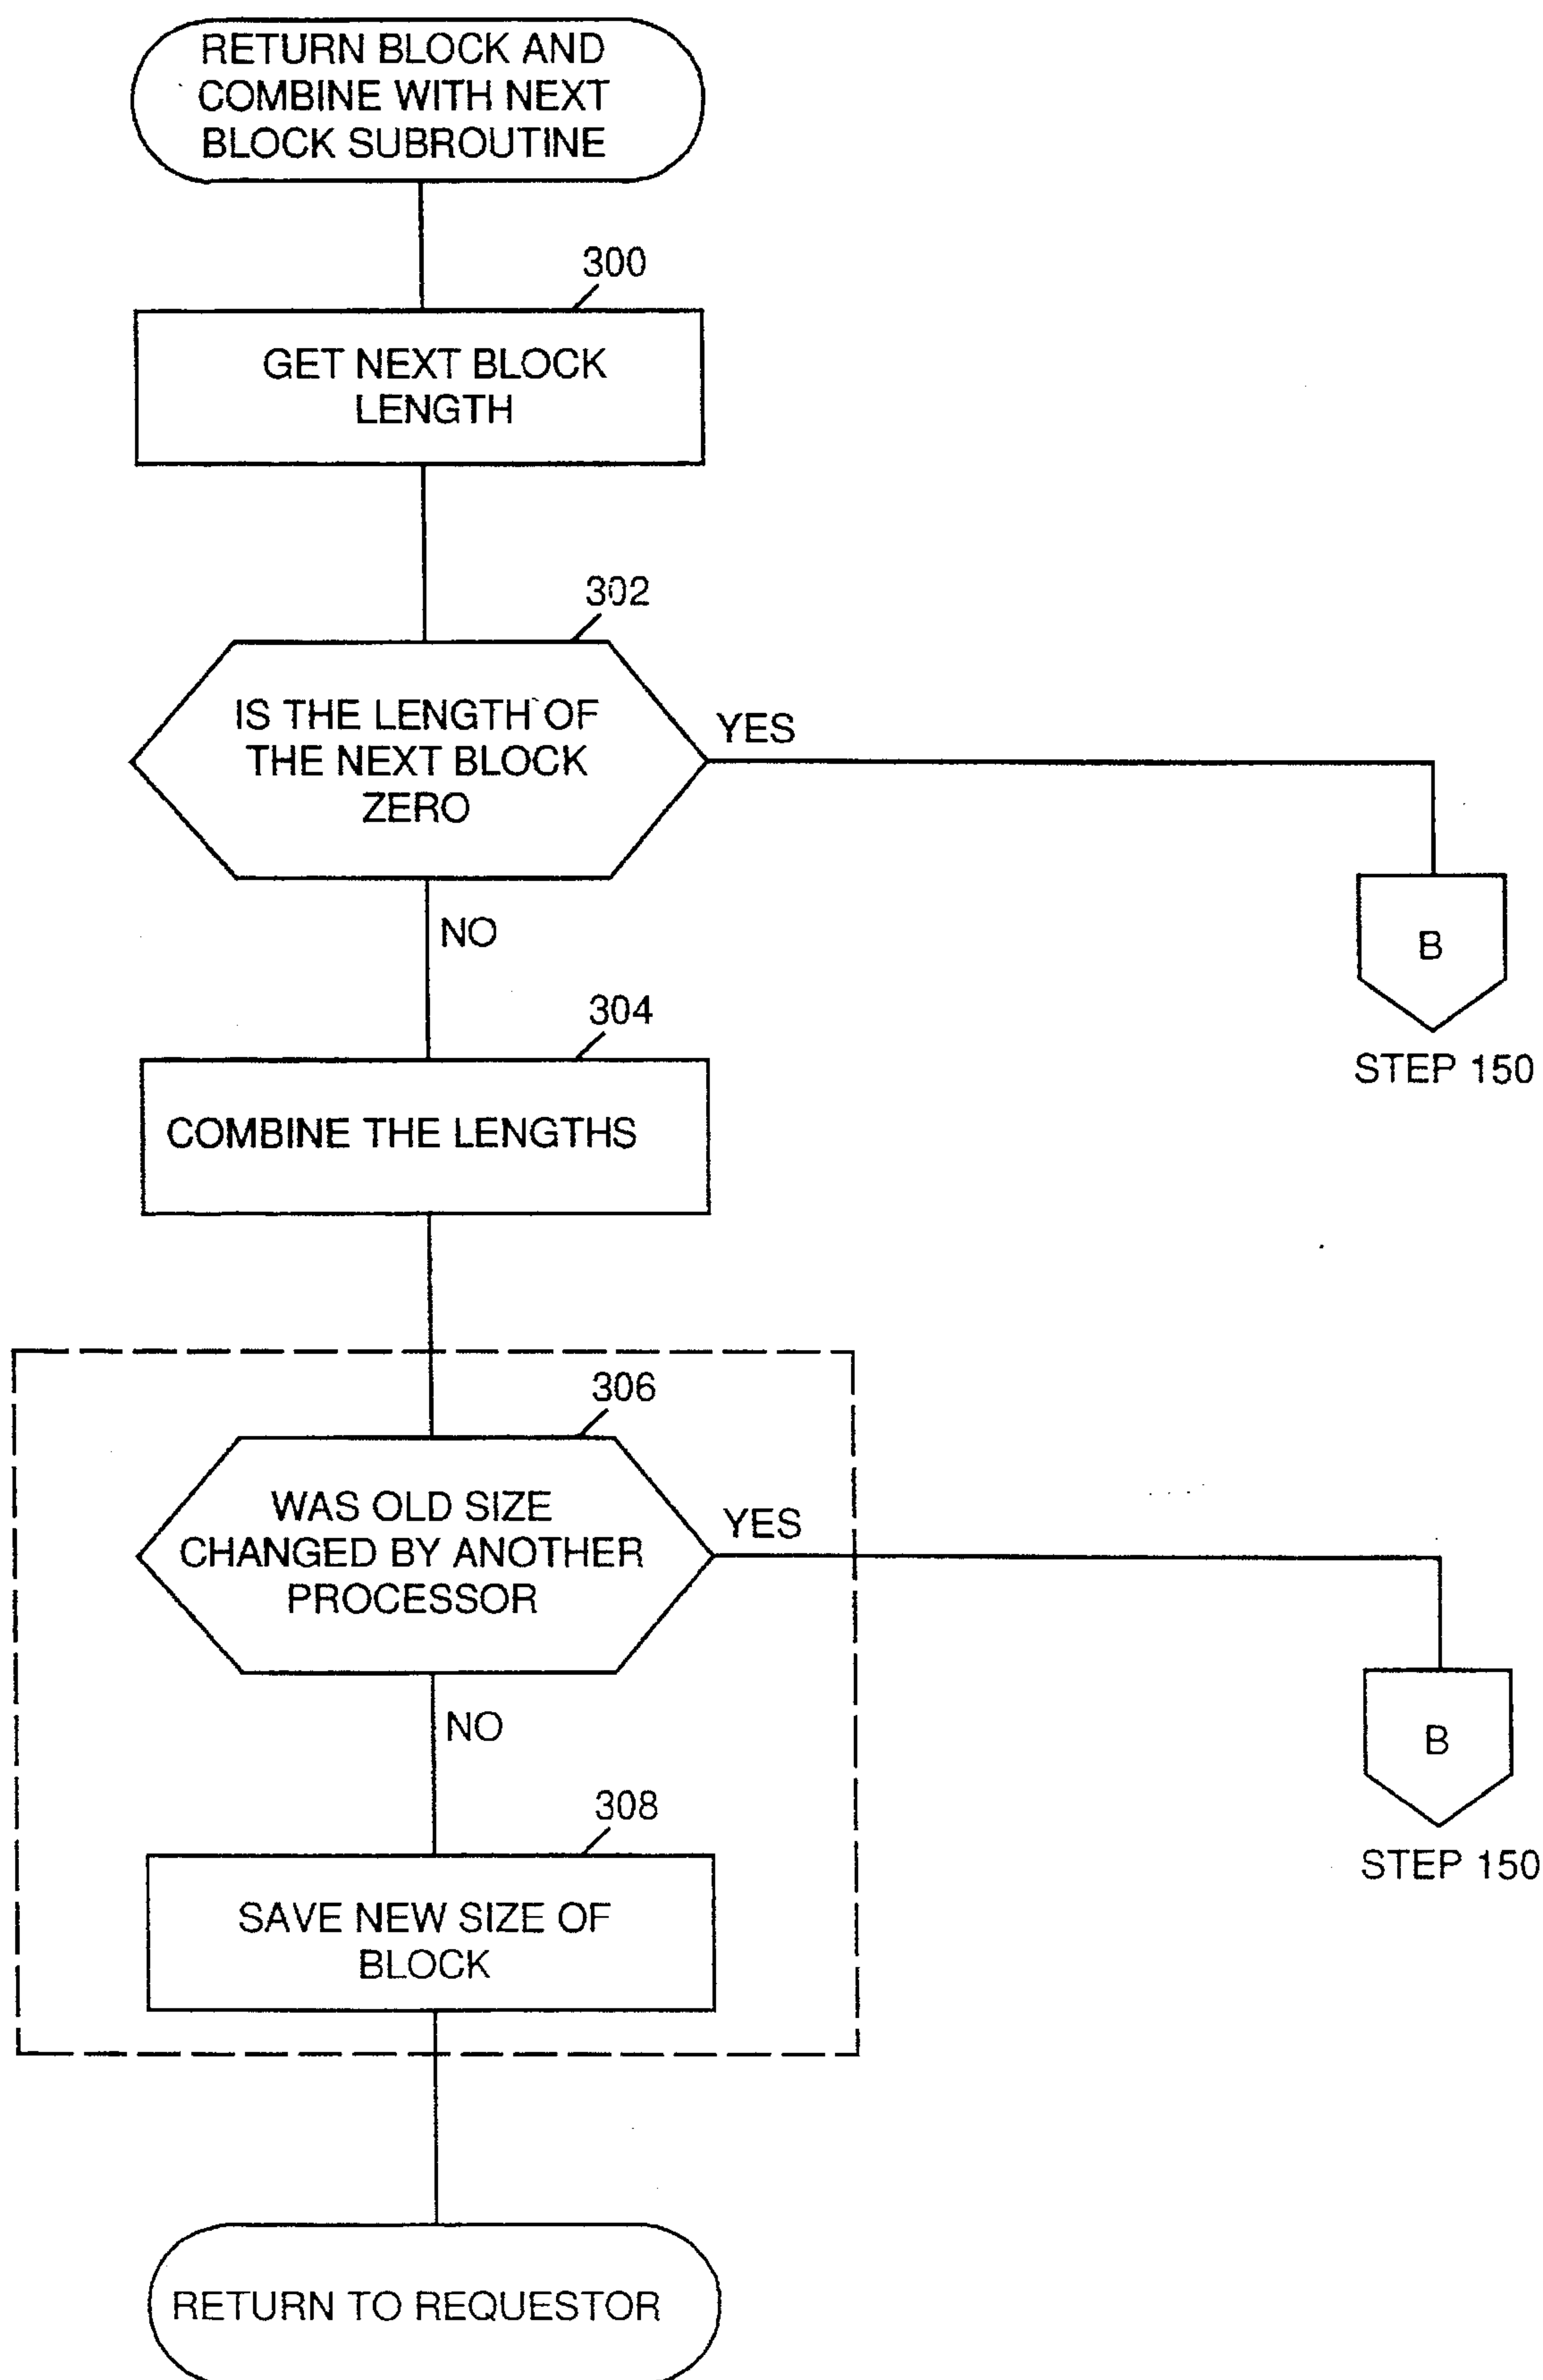 RETURN BLOCK AND
COMBINE WITH NEXT
BLOCK SUBROUTINE
300
GET NEXT BLOCK
LENGTH
302
IS THE LENGTH OF
THE NEXT BLOCK
ZERO
YES
NO
B
STEP 150
304
COMBINE THE LENGTHS
306
WAS OLD SIZE
CHANGED BY ANOTHER
PROCESSOR
YES
NO
B
STEP 150
308
SAVE NEW SIZE OF
BLOCK
RETURN TO REQUESTOR